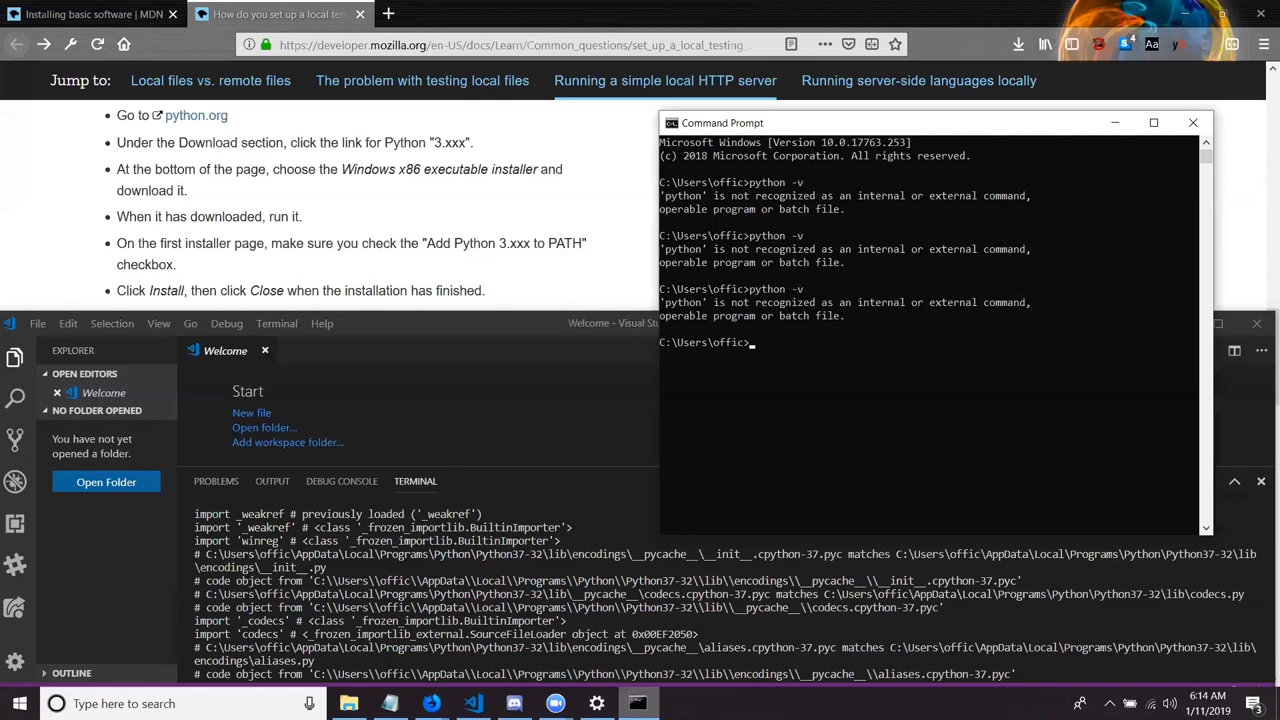 Installing basic software | MDN
How do you set up a local tes
https://developer.mozilla.org/en-US/docs/Learn/Common_questions/set_up_a_local_testing_
4
Jump to:
Local files vs. remote files
The problem with testing local files
Running a simple local HTTP server
Running server-side languages locally
Go to python.org
Under the Download section, click the link for Python "3.xxx".
At the bottom of the page, choose the Windows x86 executable installer and
download it.
When it has downloaded, run it.
On the first installer page, make sure you check the "Add Python 3.xxx to PATH"
checkbox.
Click Install, then click Close when the installation has finished.
Command Prompt
Microsoft Windows [Version 10.0.17763.253]
(c) 2018 Microsoft Corporation. All rights reserved.
C:\Users\offic>python -v
'python' is not recognized as an internal or external command,
operable program or batch file.
C:\Users\offic>python -v
'python' is not recognized as an internal or external command,
operable program or batch file.
C:\Users\offic>python -v
'python' is not recognized as an internal or external command,
operable program or batch file.
C:\Users\offic>
File Edit Selection View Go Debug Terminal Help
Welcome - Visual Stu
EXPLORER
OPEN EDITORS
Welcome
NO FOLDER OPENED
You have not yet
opened a folder.
Open Folder
OUTLINE
Welcome
Start
New file
Open folder...
Add workspace folder...
PROBLEMS OUTPUT DEBUG CONSOLE TERMINAL
import _weakref # previously loaded ('_weakref')
import '_weakref' # <class '_frozen_importlib.BuiltinImporter'>
import 'winreg' # <class '_frozen_importlib.BuiltinImporter'>
# C:\Users\offic\AppData\Local\Programs\Python\Python37-32\lib\encodings\__pycache__\__init__.cpython-37.pyc matches C:\Users\offic\AppData\Local\Programs\Python\Python37-32\lib
\encodings\__init__.py
# code object from 'C:\\Users\\offic\\AppData\\Local\\Programs\\Python\\Python37-32\\lib\\encodings\\__pycache__\\__init__.cpython-37.pyc'
# C:\Users\offic\AppData\Local\Programs\Python\Python37-32\lib\__pycache__\codecs.cpython-37.pyc matches C:\Users\offic\AppData\Local\Programs\Python\Python37-32\lib\codecs.py
# code object from 'C:\\Users\\offic\\AppData\\Local\\Programs\\Python\\Python37-32\\lib\\__pycache__\\codecs.cpython-37.pyc'
import '_codecs' # <class '_frozen_importlib.BuiltinImporter'>
import 'codecs' # <_frozen_importlib_external.SourceFileLoader object at 0x00EF2050>
# C:\Users\offic\AppData\Local\Programs\Python\Python37-32\lib\encodings\__pycache__\aliases.cpython-37.pyc matches C:\Users\offic\AppData\Local\Programs\Python\Python37-32\lib\
encodings\aliases.py
# code object from 'C:\\Users\\offic\\AppData\\Local\\Programs\\Python\\Python37-32\\lib\\encodings\\__pycache__\\aliases.cpython-37.pyc'
Type here to search
6:14 AM
1/11/2019
3